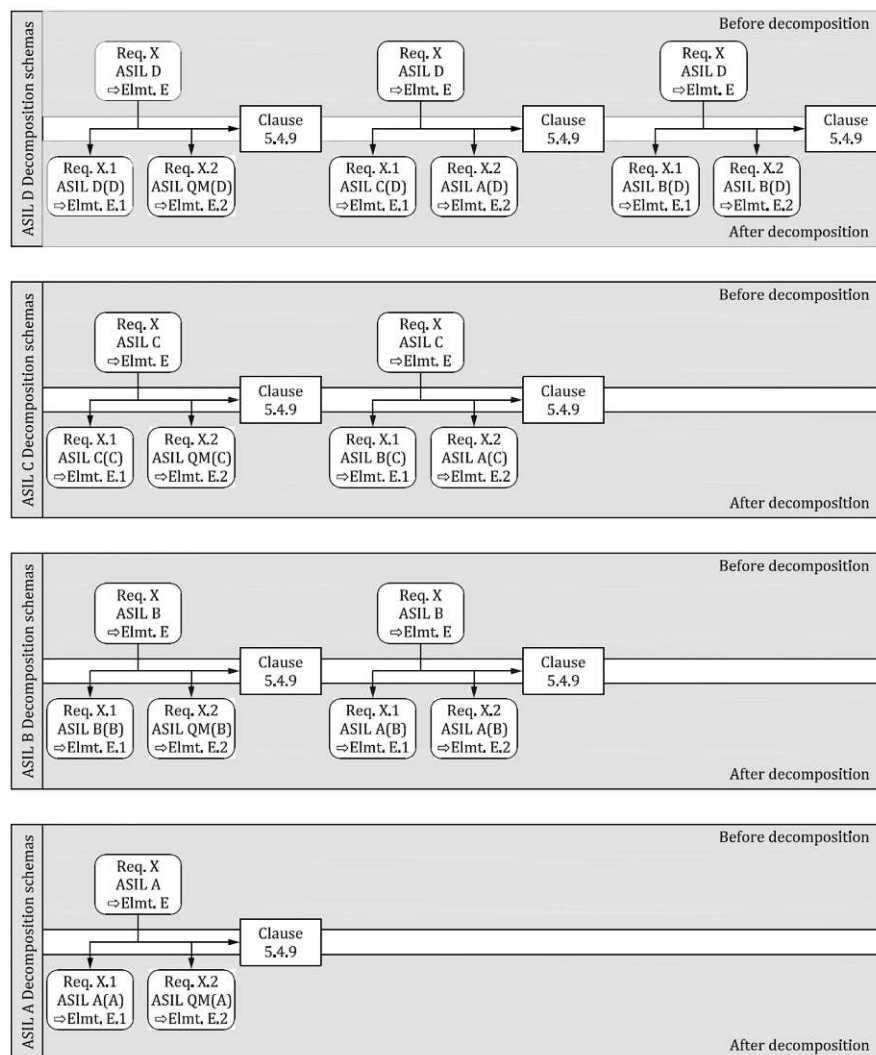 ASIL D Decomposition schemas
Before decomposition
Req. X
ASIL D
⇨Elmt. E
Req. X
ASIL D
⇨Elmt. E
Req. X
ASIL D
⇨Elmt. E
Clause
5.4.9
Clause
5.4.9
Clause
5.4.9
Req. X.1
ASIL D(D)
⇨Elmt. E.1
Req. X.2
ASIL QM(D)
⇨Elmt. E.2
Req. X.1
ASIL C(D)
⇨Elmt. E.1
Req. X.2
ASIL A(D)
⇨Elmt. E.2
Req. X.1
ASIL B(D)
⇨Elmt. E.1
Req. X.2
ASIL B(D)
⇨Elmt. E.2
After decomposition
ASIL C Decomposition schemas
Before decomposition
Req. X
ASIL C
⇨Elmt. E
Req. X
ASIL C
⇨Elmt. E
Clause
5.4.9
Clause
5.4.9
Req. X.1
ASIL C(C)
⇨Elmt. E.1
Req. X.2
ASIL QM(C)
⇨Elmt. E.2
Req. X.1
ASIL B(C)
⇨Elmt. E.1
Req. X.2
ASIL A(C)
⇨Elmt. E.2
After decomposition
ASIL B Decomposition schemas
Before decomposition
Req. X
ASIL B
⇨Elmt. E
Req. X
ASIL B
⇨Elmt. E
Clause
5.4.9
Clause
5.4.9
Req. X.1
ASIL B(B)
⇨Elmt. E.1
Req. X.2
ASIL QM(B)
⇨Elmt. E.2
Req. X.1
ASIL A(B)
⇨Elmt. E.1
Req. X.2
ASIL A(B)
⇨Elmt. E.2
After decomposition
ASIL A Decomposition schemas
Before decomposition
Req. X
ASIL A
⇨Elmt. E
Clause
5.4.9
Req. X.1
ASIL A(A)
⇨Elmt. E.1
Req. X.2
ASIL QM(A)
⇨Elmt. E.2
After decomposition